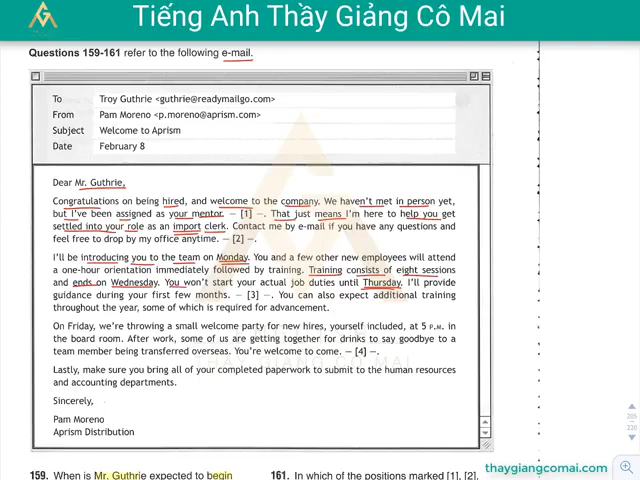 Tiếng Anh Thầy Giảng Cô Mai
Questions 159-161 refer to the following e-mail.
To Troy Guthrie <guthrie@readymailgo.com>
From Pam Moreno <p.moreno@aprism.com>
Subject Welcome to Aprism
Date February 8
Dear Mr. Guthrie,
Congratulations on being hired, and welcome to the company. We haven't met in person yet,
but I've been assigned as your mentor. — [1] —. That just means I'm here to help you get
settled into your role as an import clerk. Contact me by e-mail if you have any questions and
feel free to drop by my office anytime. — [2] —.
I'll be introducing you to the team on Monday. You and a few other new employees will attend
a one-hour orientation immediately followed by training. Training consists of eight sessions
and ends on Wednesday. You won't start your actual job duties until Thursday. I'll provide
guidance during your first few months. — [3] —. You can also expect additional training
throughout the year, some of which is required for advancement.
On Friday, we're throwing a small welcome party for new hires, yourself included, at 5 P.M. in
the board room. After work, some of us are getting together for drinks to say goodbye to a
team member being transferred overseas. You're welcome to come. — [4] —.
THAY GIANG CO MAI
Lastly, make sure you bring all of your completed paperwork to submit to the human resources
and accounting departments.
Sincerely,
Pam Moreno
Aprism Distribution
205
220
thaygiangcomai.com
159. When is Mr. Guthrie expected to begin
161. In which of the positions marked [1], [2],